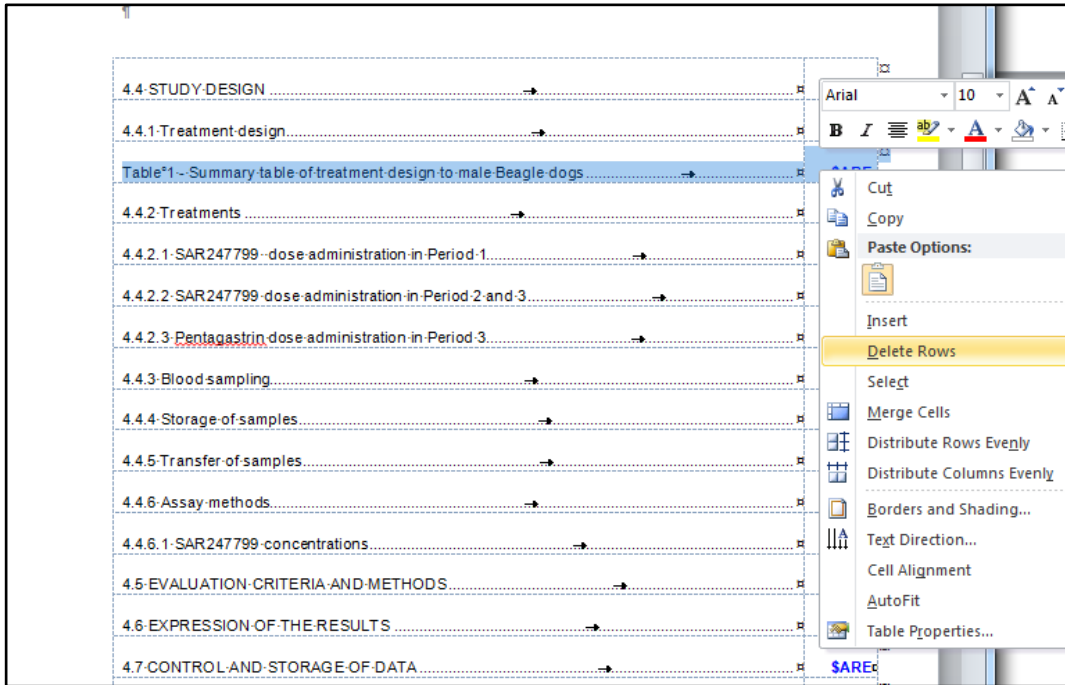 ¶
4.4 STUDY·DESIGN
4.4.1·Treatment·design
Table°1·-·Summary·table·of·treatment·design·to·male·Beagle·dogs
4.4.2·Treatments
4.4.2.1·SAR247799·-dose·administration·in·Period·1
4.4.2.2·SAR247799·dose·administration·in·Period·2·and·3
4.4.2.3·Pentagastrin·dose·administration·in·Period·3
4.4.3·Blood·sampling
4.4.4·Storage·of·samples
4.4.5·Transfer·of·samples
4.4.6·Assay·methods
4.4.6.1·SAR247799·concentrations
4.5·EVALUATION·CRITERIA·AND·METHODS
4.6·EXPRESSION·OF·THE·RESULTS
4.7·CONTROL·AND·STORAGE·OF·DATA
$ARE
Arial 10 A A
B I ab A
Cut
Copy
Paste Options:
Insert
Delete Rows
Select
Merge Cells
Distribute Rows Evenly
Distribute Columns Evenly
Borders and Shading...
Text Direction...
Cell Alignment
AutoFit
Table Properties...